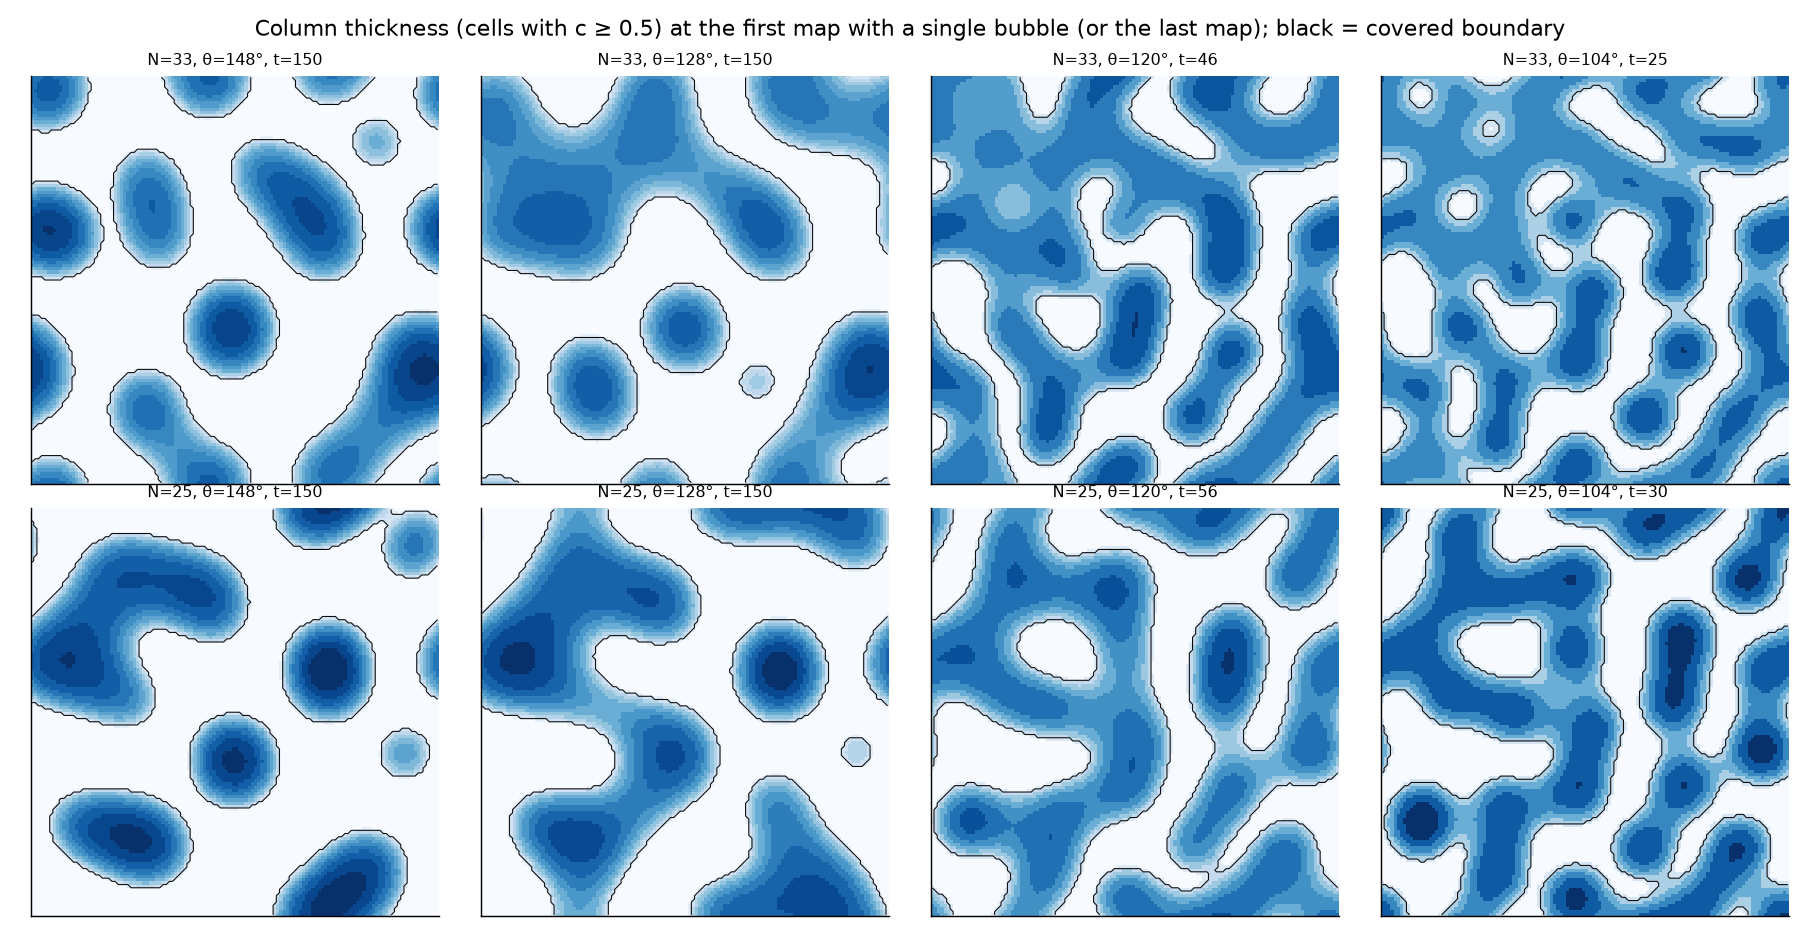 Column thickness (cells with c ≥ 0.5) at the first map with a single bubble (or the last map); black = covered boundary
N=33, θ=148°, t=150
N=33, θ=128°, t=150
N=33, θ=120°, t=46
N=33, θ=104°, t=25
N=25, θ=148°, t=150
N=25, θ=128°, t=150
N=25, θ=120°, t=56
N=25, θ=104°, t=30